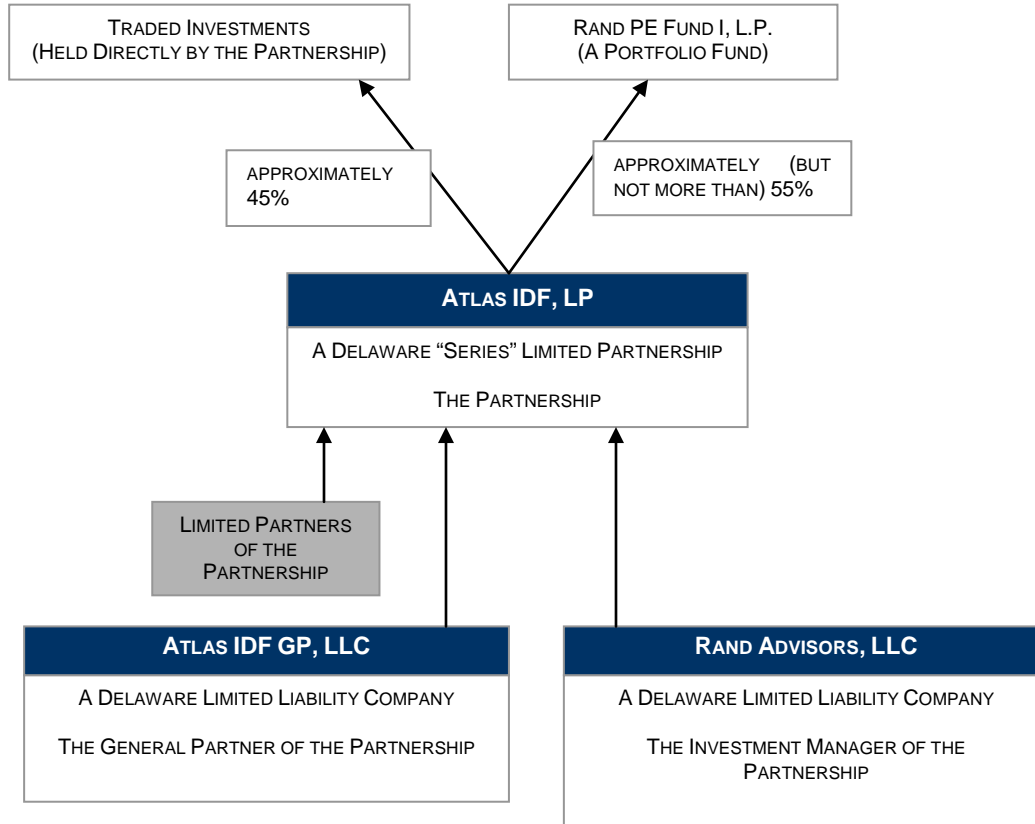 TRADED INVESTMENTS
(HELD DIRECTLY BY THE PARTNERSHIP)
RAND PE FUND I, L.P.
(A PORTFOLIO FUND)
APPROXIMATELY
45%
APPROXIMATELY (BUT
NOT MORE THAN) 55%
ATLAS IDF, LP
A DELAWARE “SERIES” LIMITED PARTNERSHIP
THE PARTNERSHIP
LIMITED PARTNERS
OF THE
PARTNERSHIP
ATLAS IDF GP, LLC
A DELAWARE LIMITED LIABILITY COMPANY
THE GENERAL PARTNER OF THE PARTNERSHIP
RAND ADVISORS, LLC
A DELAWARE LIMITED LIABILITY COMPANY
THE INVESTMENT MANAGER OF THE
PARTNERSHIP